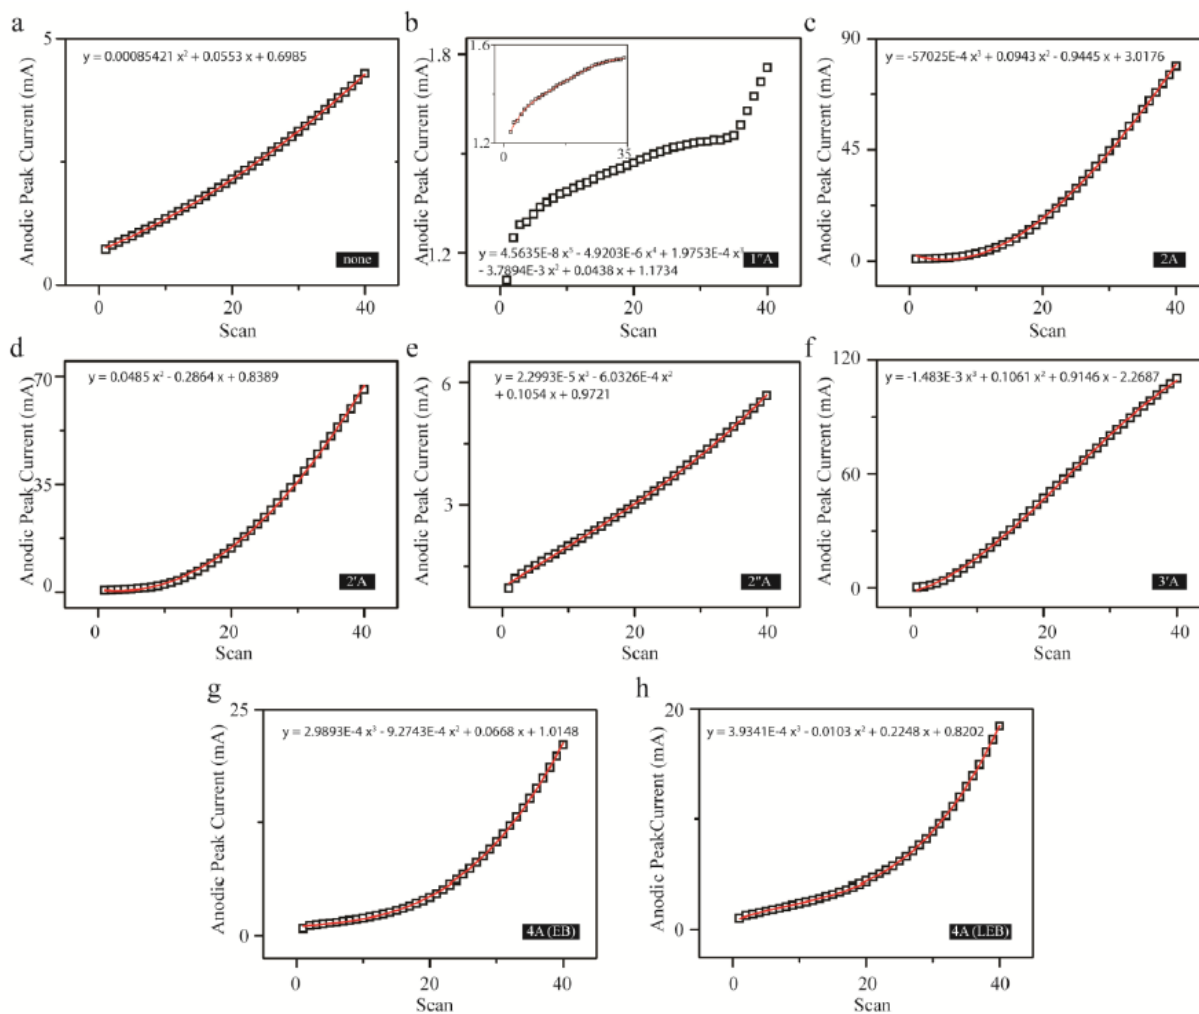 a
y = 0.00085421 x² + 0.0553 x + 0.6985
Anodic Peak Current (mA)
5
0
none
0 20 40
Scan
b
1.6
1.2
0 35
Anodic Peak Current (mA)
1.8
1.5
1.2
y = 4.5635E-8 x⁵ - 4.9203E-6 x⁴ + 1.9753E-4 x³
- 3.7894E-3 x² + 0.0438 x + 1.1734
1"A
0 20 40
Scan
c
y = -57025E-4 x³ + 0.0943 x² - 0.9445 x + 3.0176
Anodic Peak Current (mA)
90
45
0
2A
0 20 40
Scan
d
y = 0.0485 x² - 0.2864 x + 0.8389
Anodic Peak Current (mA)
70
35
0
2'A
0 20 40
Scan
e
y = 2.2993E-5 x³ - 6.0326E-4 x²
+ 0.1054 x + 0.9721
Anodic Peak Current (mA)
6
3
2"A
0 20 40
Scan
f
y = -1.483E-3 x³ + 0.1061 x² + 0.9146 x - 2.2687
Anodic Peak Current (mA)
120
60
0
3'A
0 20 40
Scan
g
y = 2.9893E-4 x³ - 9.2743E-4 x² + 0.0668 x + 1.0148
Anodic Peak Current (mA)
25
0
4A (EB)
0 20 40
Scan
h
y = 3.9341E-4 x³ - 0.0103 x² + 0.2248 x + 0.8202
Anodic PeakCurrent (mA)
20
0
4A (LEB)
0 20 40
Scan